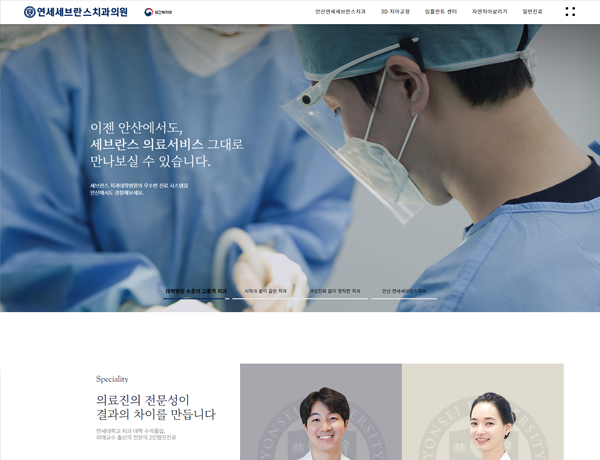 연세세브란스치과의원
보건복지부
안산연세세브란스치과 3D 치아교정 임플란트 센터 자연치아살리기 일반진료
이젠 안산에서도,
세브란스 의료서비스 그대로
만나보실 수 있습니다.
세브란스 치과대학병원의 우수한 진료 시스템을
안산에서도 경험해보세요.
대학병원 수준의 고품격 치과 시작과 끝이 같은 치과 과잉진료 없이 정직한 치과 안산 연세세브란스치과
Speciality
의료진의 전문성이
결과의 차이를 만듭니다
연세대학교 치과 대학 수석졸업,
외래교수 출신의 전문의 2인협진진료
YONSEI UNIVERSITY
YONSEI UNIVERSITY